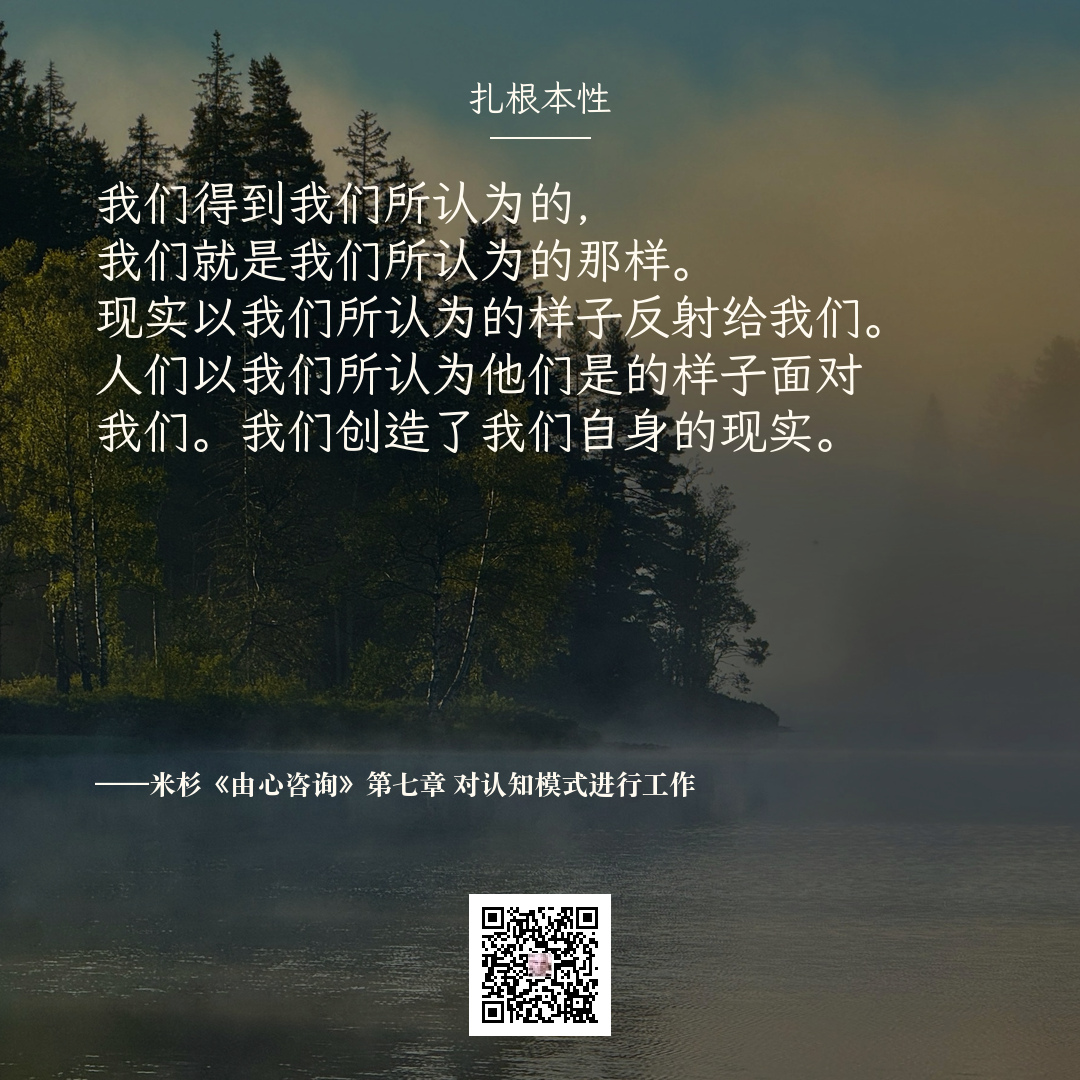 扎根本性
我们得到我们所认为的,
我们就是我们所认为的那样。
现实以我们所认为的样子反射给我们。
人们以我们所认为他们是的样子面对
我们。我们创造了我们自身的现实。
——米杉《由心咨询》第七章 对认知模式进行工作